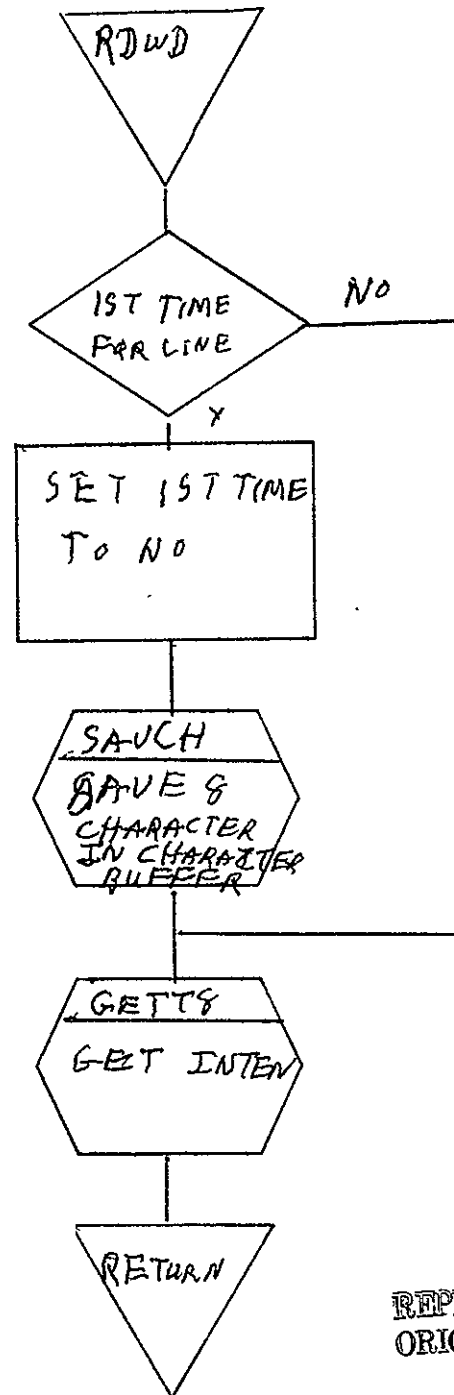 RDWD
1ST TIME
FOR LINE
NO
Y
SET 1ST TIME
TO NO
SAVCH
SAVE 8
CHARACTER
IN CHARACTER
BUFFER
GETT8
GET INTEN
RETURN